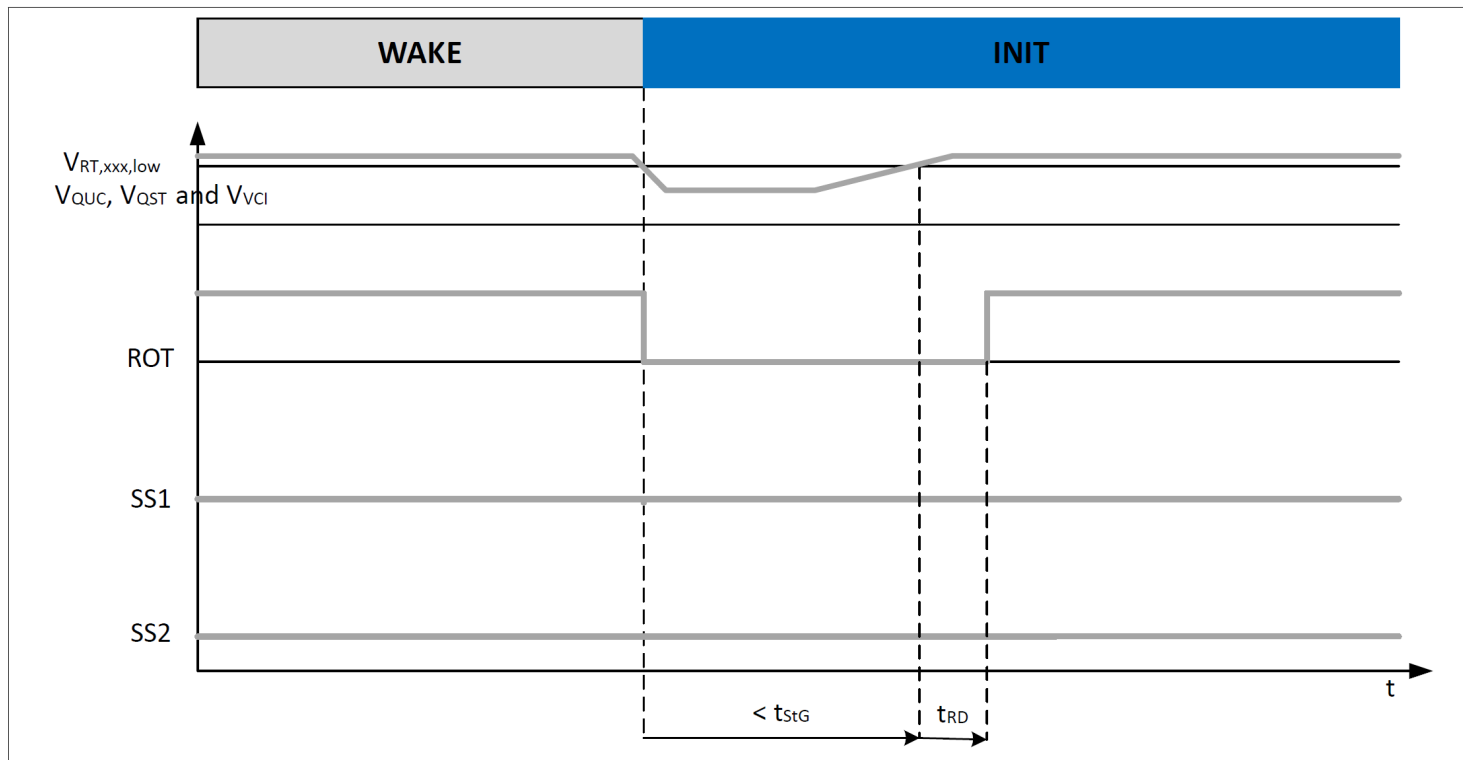 WAKE INIT
VRT,xxx,low
VQUC, VQST and VVCI
ROT
SS1
SS2
t
< tStG tRD